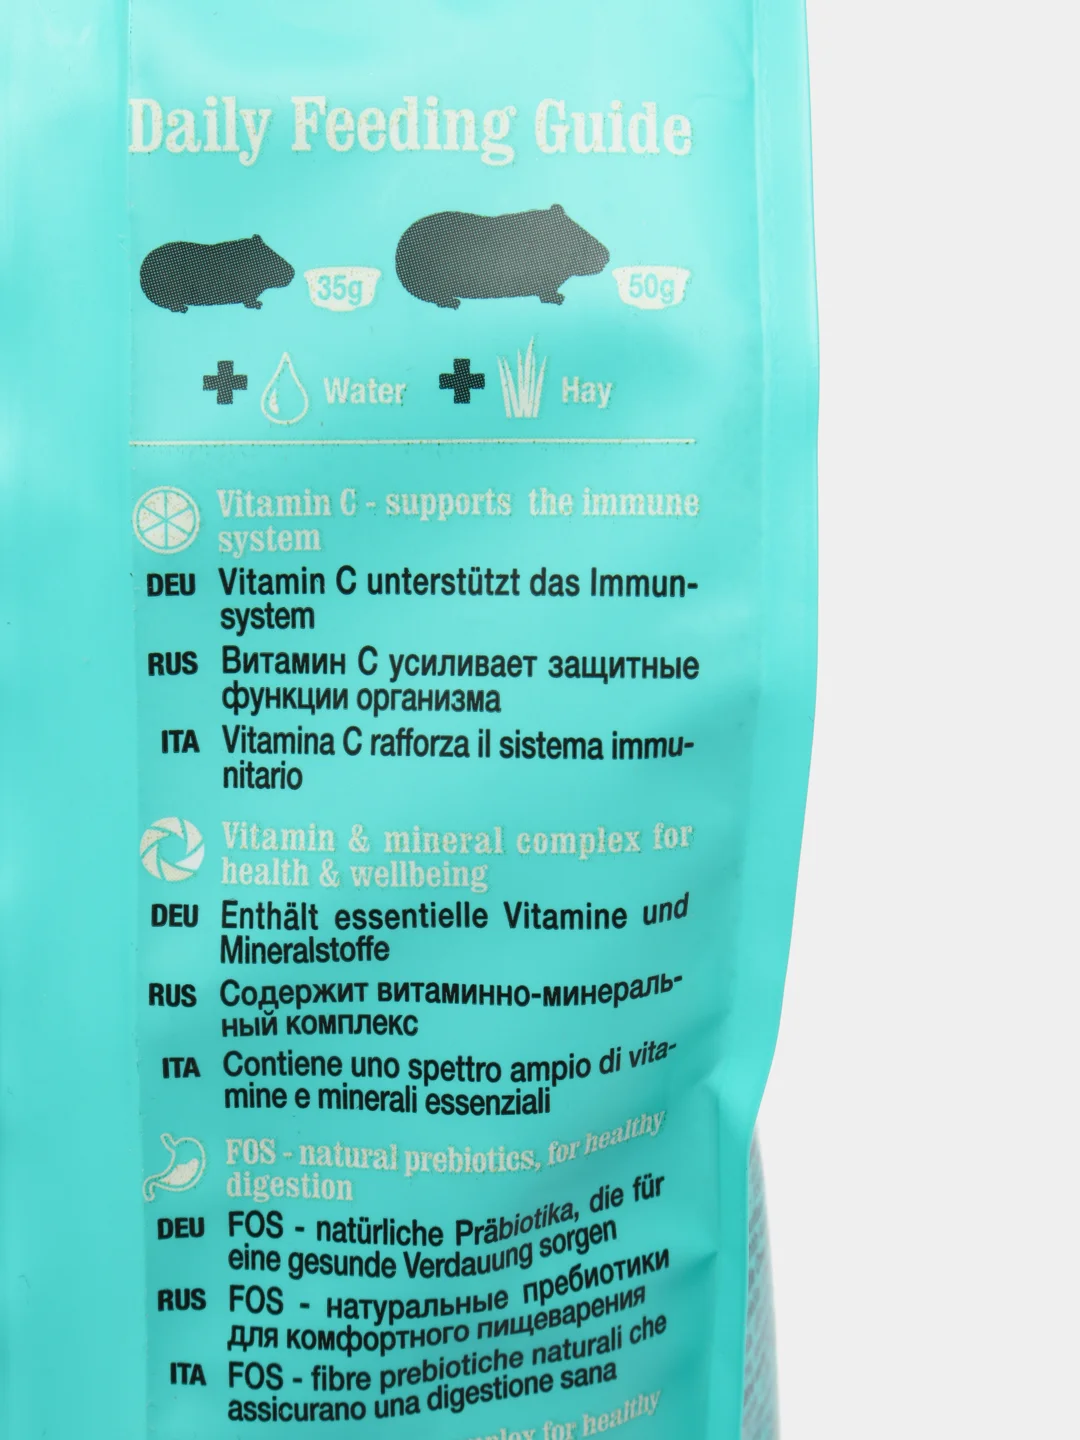 Daily Feeding Guide
35g 50g
Water Hay
Vitamin C - supports the immune
system
DEU Vitamin C unterstützt das Immun-
system
RUS Витамин С усиливает защитные
функции организма
ITA Vitamina C rafforza il sistema immu-
nitario
Vitamin & mineral complex for
health & wellbeing
DEU Enthält essentielle Vitamine und
Mineralstoffe
RUS Содержит витаминно-минераль-
ный комплекс
ITA Contiene uno spettro ampio di vita-
mine e minerali essenziali
FOS - natural prebiotics, for healthy
digestion
DEU FOS - natürliche Präbiotika, die für
eine gesunde Verdauung sorgen
RUS FOS - натуральные пребиотики
для комфортного пищеварения
ITA FOS - fibre prebiotiche naturali che
assicurano una digestione sana
for healthy